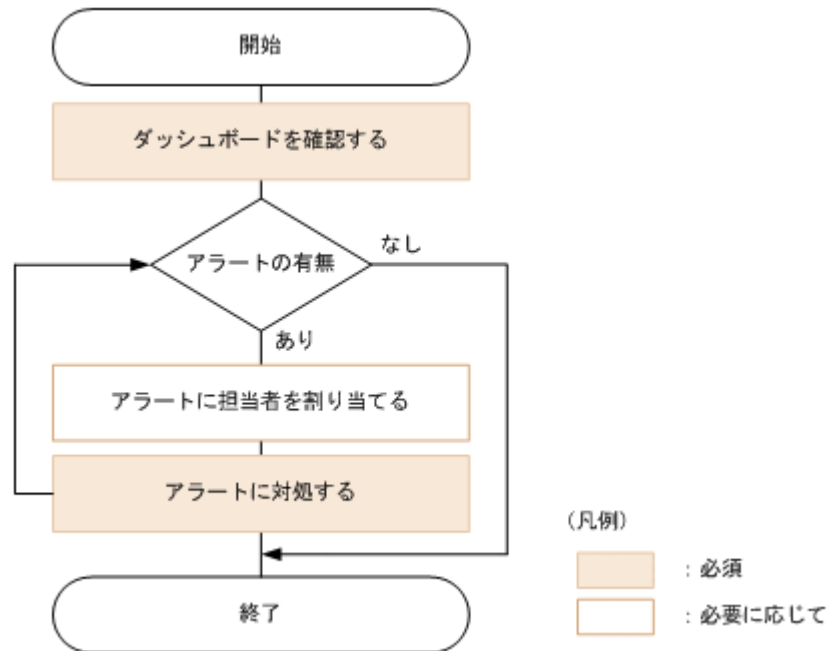 開始
ダッシュボードを確認する
アラートの有無
なし
あり
アラートに担当者を割り当てる
アラートに対処する
終了
(凡例)
：必須
：必要に応じて